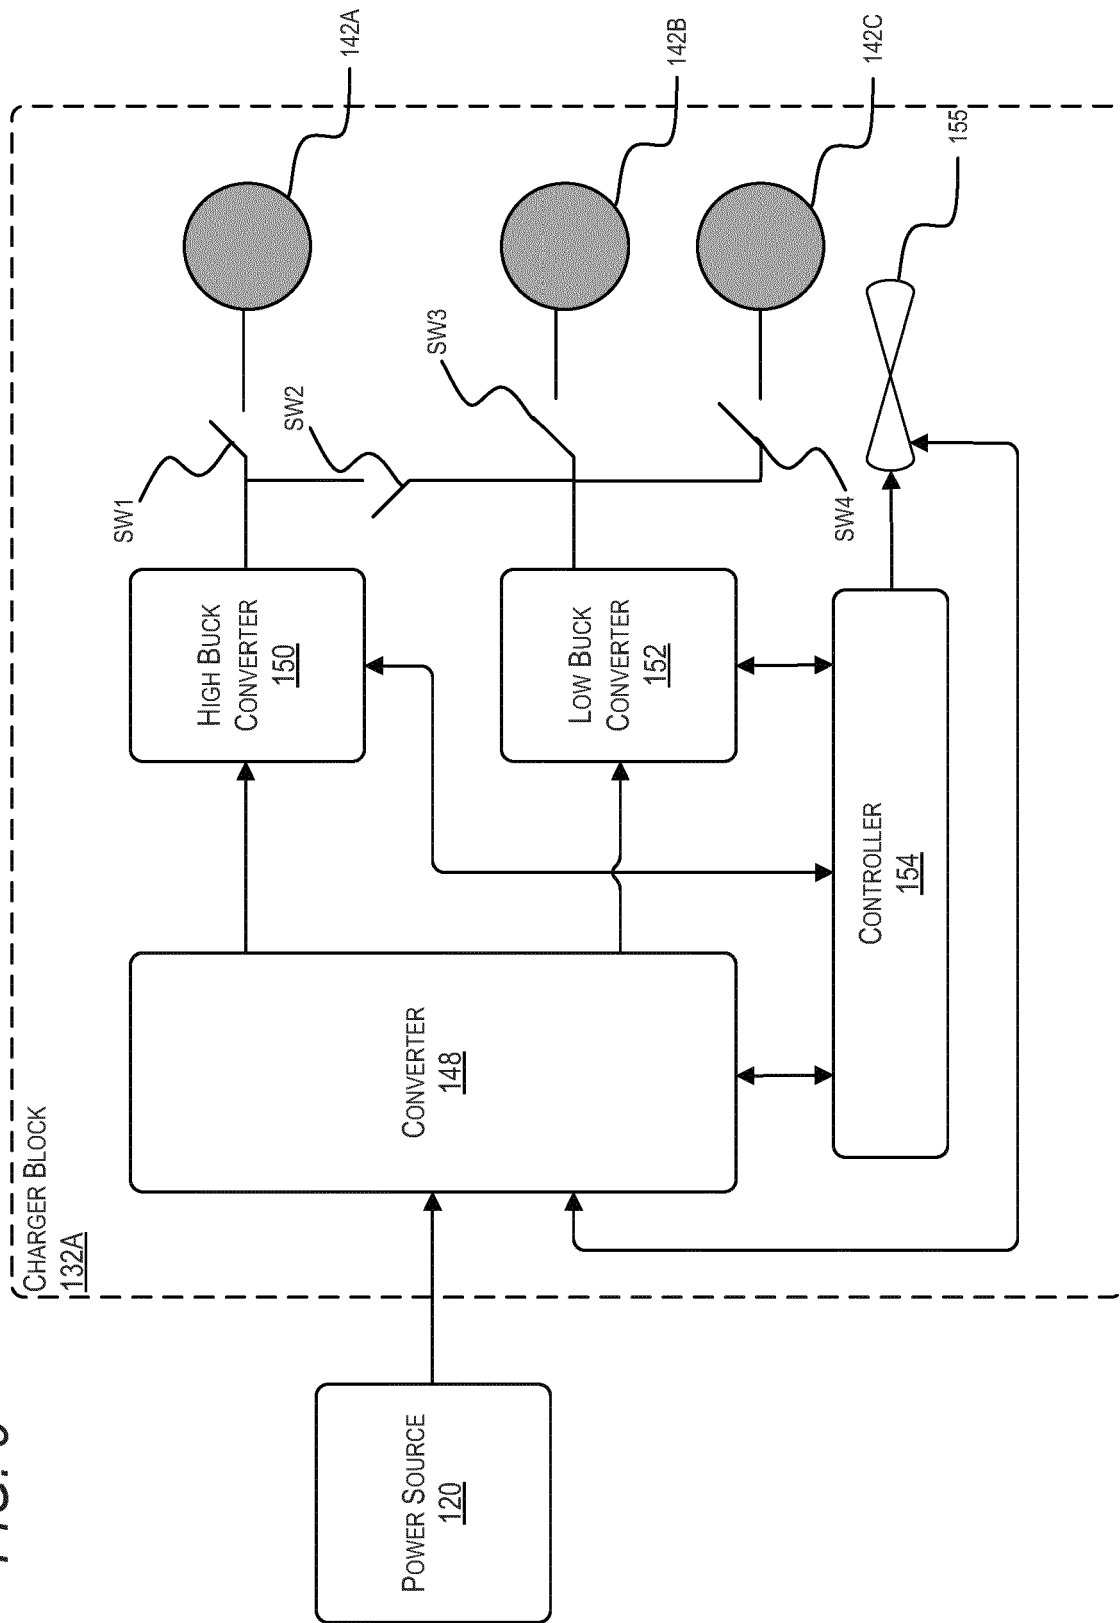 FIG.
CHARGER BLOCK
132A
POWER SOURCE
120
CONVERTER
148
HIGH BUCK
CONVERTER
150
LOW BUCK
CONVERTER
152
CONTROLLER
154
SW1
SW2
SW3
SW4
142A
142B
142C
155